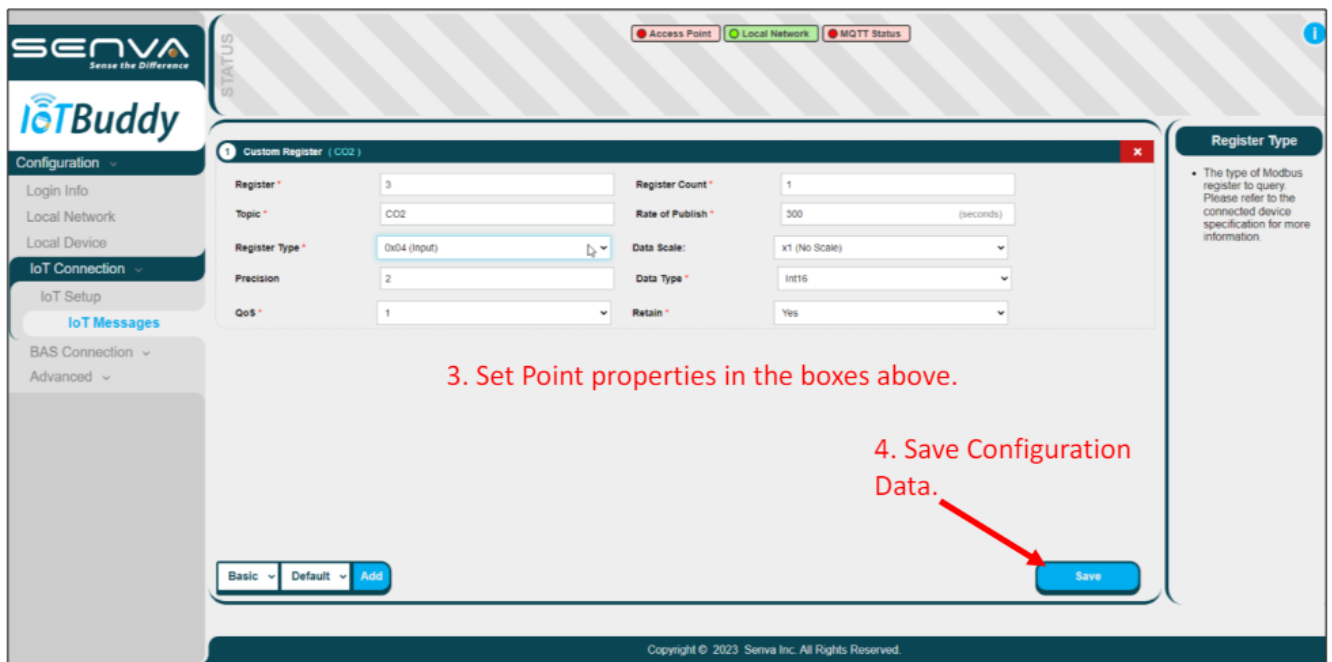 SENVA
Sense the Difference
IoTBuddy
Configuration
Login Info
Local Network
Local Device
IoT Connection
IoT Setup
IoT Messages
BAS Connection
Advanced
STATUS
Access Point
Local Network
MQTT Status
i
1 Custom Register ( CO2 ) x
Register * 3 Register Count * 1
Topic * CO2 Rate of Publish * 300 (seconds)
Register Type * 0x04 (Input) Data Scale: x1 (No Scale)
Precision 2 Data Type * Int16
QoS * 1 Retain * Yes
3. Set Point properties in the boxes above.
4. Save Configuration
Data.
Basic Default Add
Save
Register Type
• The type of Modbus
register to query.
Please refer to the
connected device
specification for more
information.
Copyright © 2023 Senva Inc. All Rights Reserved.